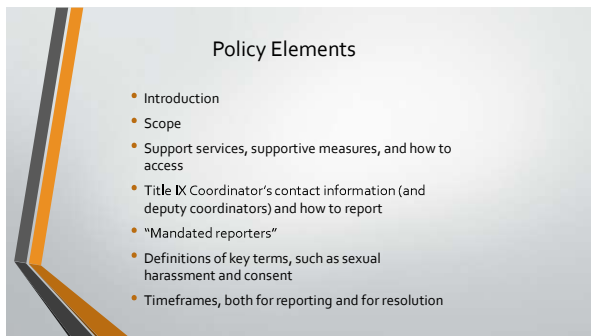 Policy Elements
• Introduction
• Scope
• Support services, supportive measures, and how to
access
• Title IX Coordinator's contact information (and
deputy coordinators) and how to report
• "Mandated reporters"
• Definitions of key terms, such as sexual
harassment and consent
• Timeframes, both for reporting and for resolution